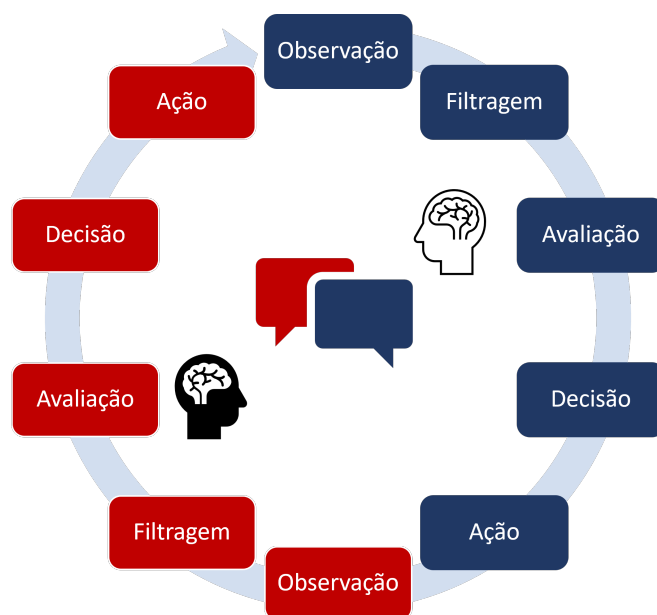 Observação
Filtragem
Avaliação
Decisão
Ação
Observação
Filtragem
Avaliação
Decisão
Ação